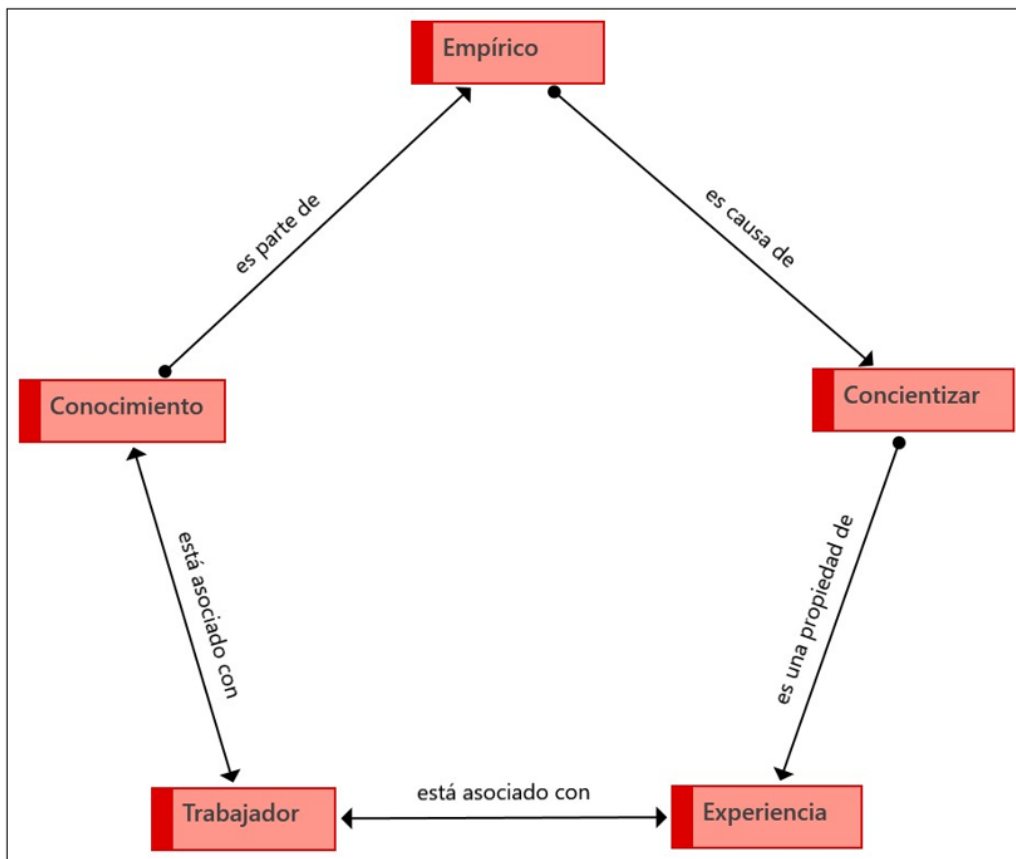 Empírico
es parte de
es causa de
Conocimiento
Concientizar
está asociado con
es una propiedad de
Trabajador
está asociado con
Experiencia